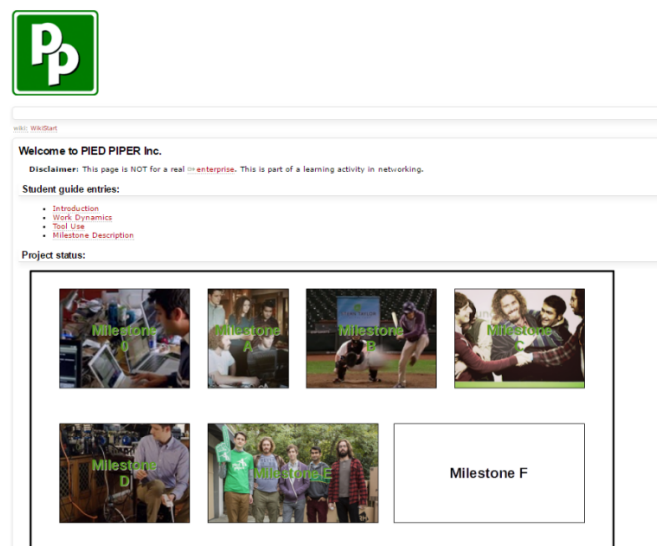 Pp
wiki: WikiStart
Welcome to PIED PIPER Inc.
Disclaimer: This page is NOT for a real enterprise. This is part of a learning activity in networking.
Student guide entries:
Introduction
Work Dynamics
Tool Use
Milestone Description
Project status:
Milestone
0
Milestone
A
Milestone
B
Milestone
C
Milestone
D
Milestone E
Milestone F